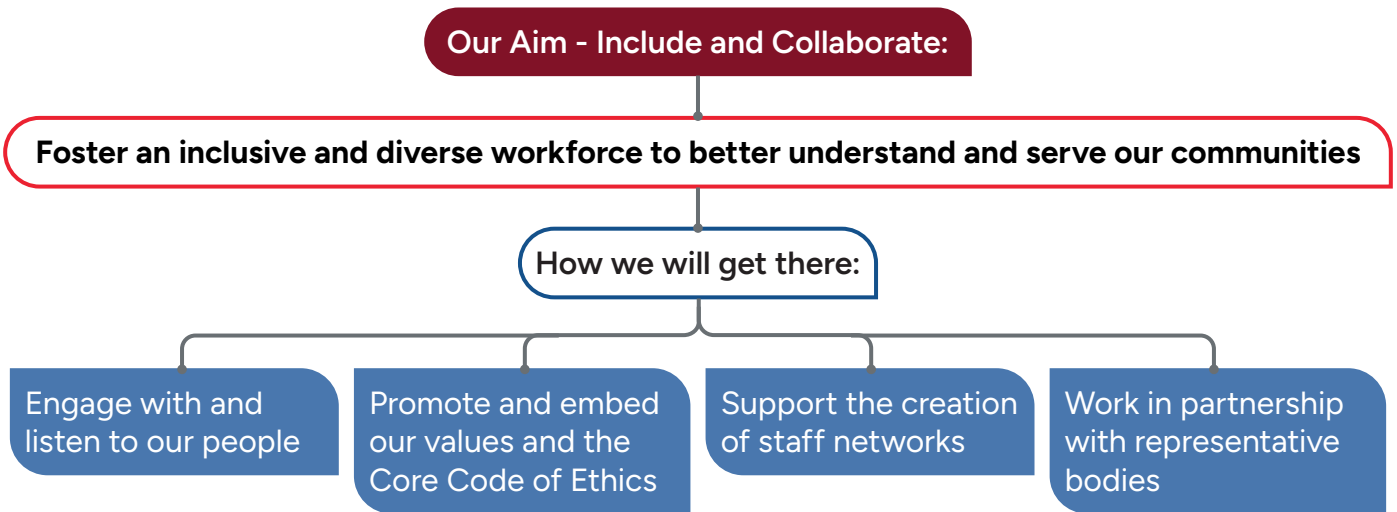 Our Aim - Include and Collaborate:
Foster an inclusive and diverse workforce to better understand and serve our communities
How we will get there:
Engage with and
listen to our people
Promote and embed
our values and the
Core Code of Ethics
Support the creation
of staff networks
Work in partnership
with representative
bodies